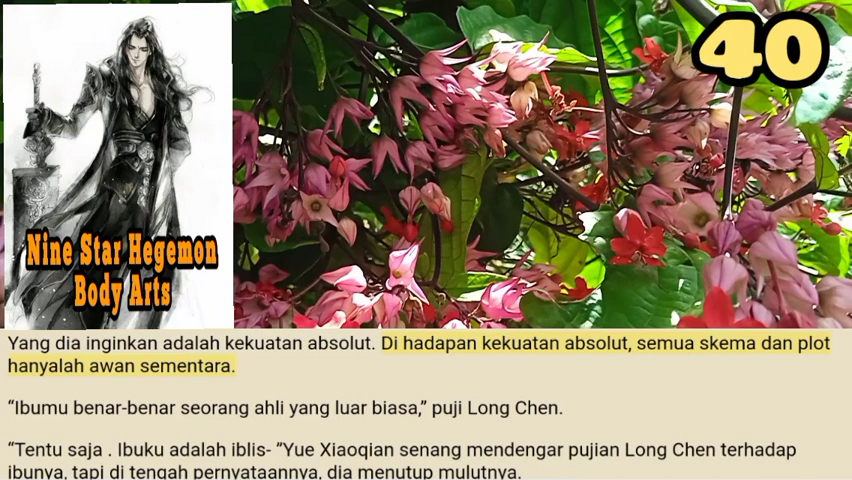 40
Nine Star Hegemon
Body Arts
Yang dia inginkan adalah kekuatan absolut. Di hadapan kekuatan absolut, semua skema dan plot
hanyalah awan sementara.
“Ibumu benar-benar seorang ahli yang luar biasa,” puji Long Chen.
“Tentu saja . Ibuku adalah iblis- ”Yue Xiaoqian senang mendengar pujian Long Chen terhadap
ibunya, tapi di tengah pernyataannya, dia menutup mulutnya.